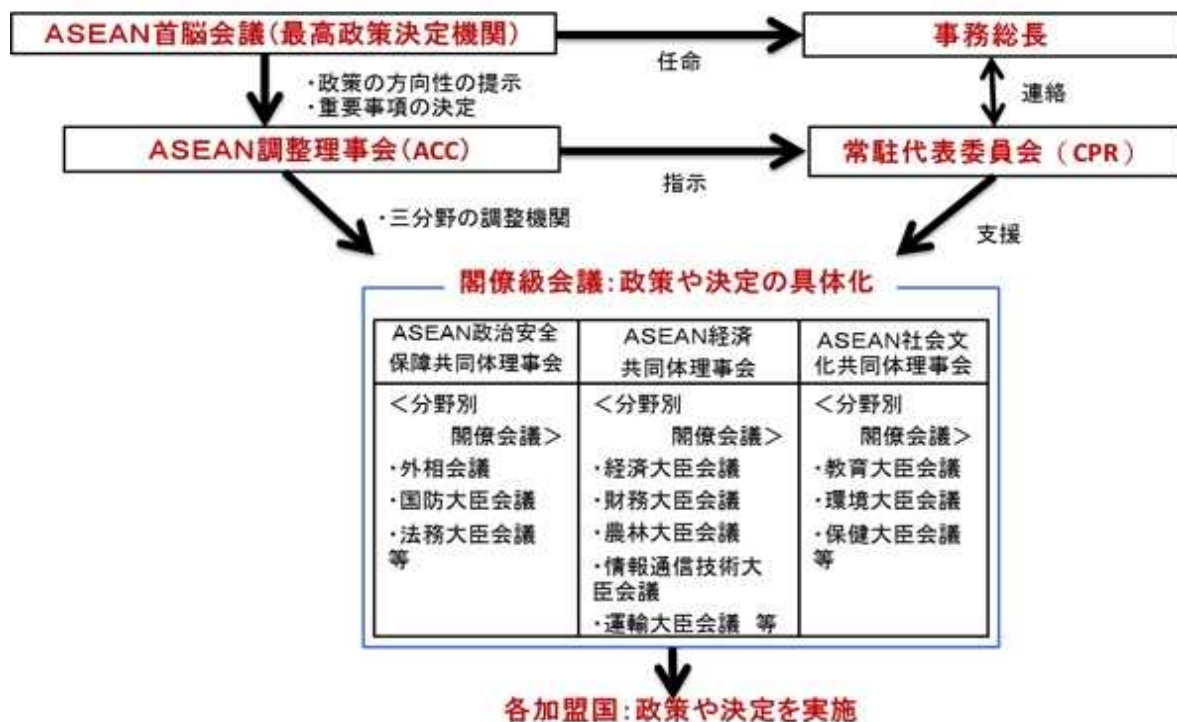 ASEAN首脳会議(最高政策決定機関)
任命
事務総長
・政策の方向性の提示
・重要事項の決定
連絡
ASEAN調整理事会(ACC)
指示
常駐代表委員会(CPR)
・三分野の調整機関
支援
閣僚級会議:政策や決定の具体化
ASEAN政治安全
保障共同体理事会
<分野別
閣僚会議>
・外相会議
・国防大臣会議
・法務大臣会議
等
ASEAN経済
共同体理事会
<分野別
閣僚会議>
・経済大臣会議
・財務大臣会議
・農林大臣会議
・情報通信技術大
臣会議
・運輸大臣会議 等
ASEAN社会文
化共同体理事会
<分野別
閣僚会議>
・教育大臣会議
・環境大臣会議
・保健大臣会議
等
各加盟国:政策や決定を実施